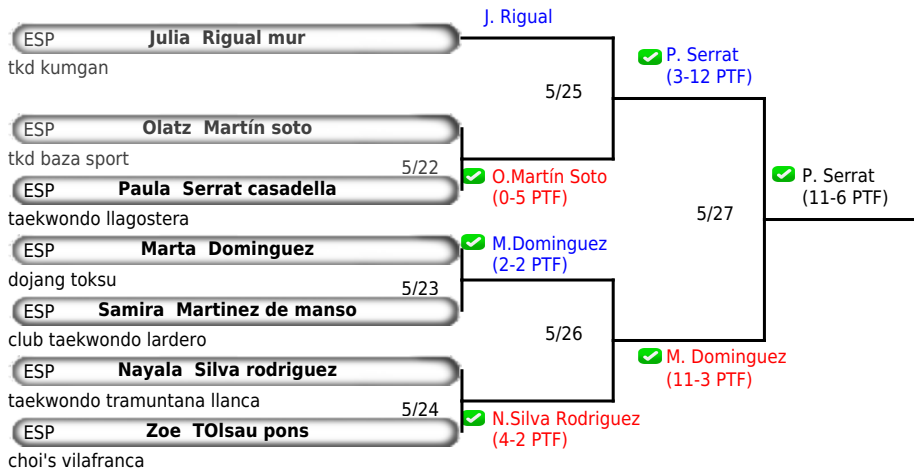 J. Rigual
ESP Julia Rigual mur
tkd kumgan
P. Serrat
(3-12 PTF)
5/25
ESP Olatz Martín soto
tkd baza sport
5/22
O.Martín Soto
(0-5 PTF)
ESP Paula Serrat casadella
taekwondo llagostera
P. Serrat
(11-6 PTF)
5/27
ESP Marta Dominguez
dojang toksu
M.Dominguez
(2-2 PTF)
5/23
ESP Samira Martinez de manso
club taekwondo lardero
5/26
M. Dominguez
(11-3 PTF)
ESP Nayala Silva rodriguez
taekwondo tramuntana llanca
5/24
N.Silva Rodriguez
(4-2 PTF)
ESP Zoe TOlsau pons
choi's vilafranca